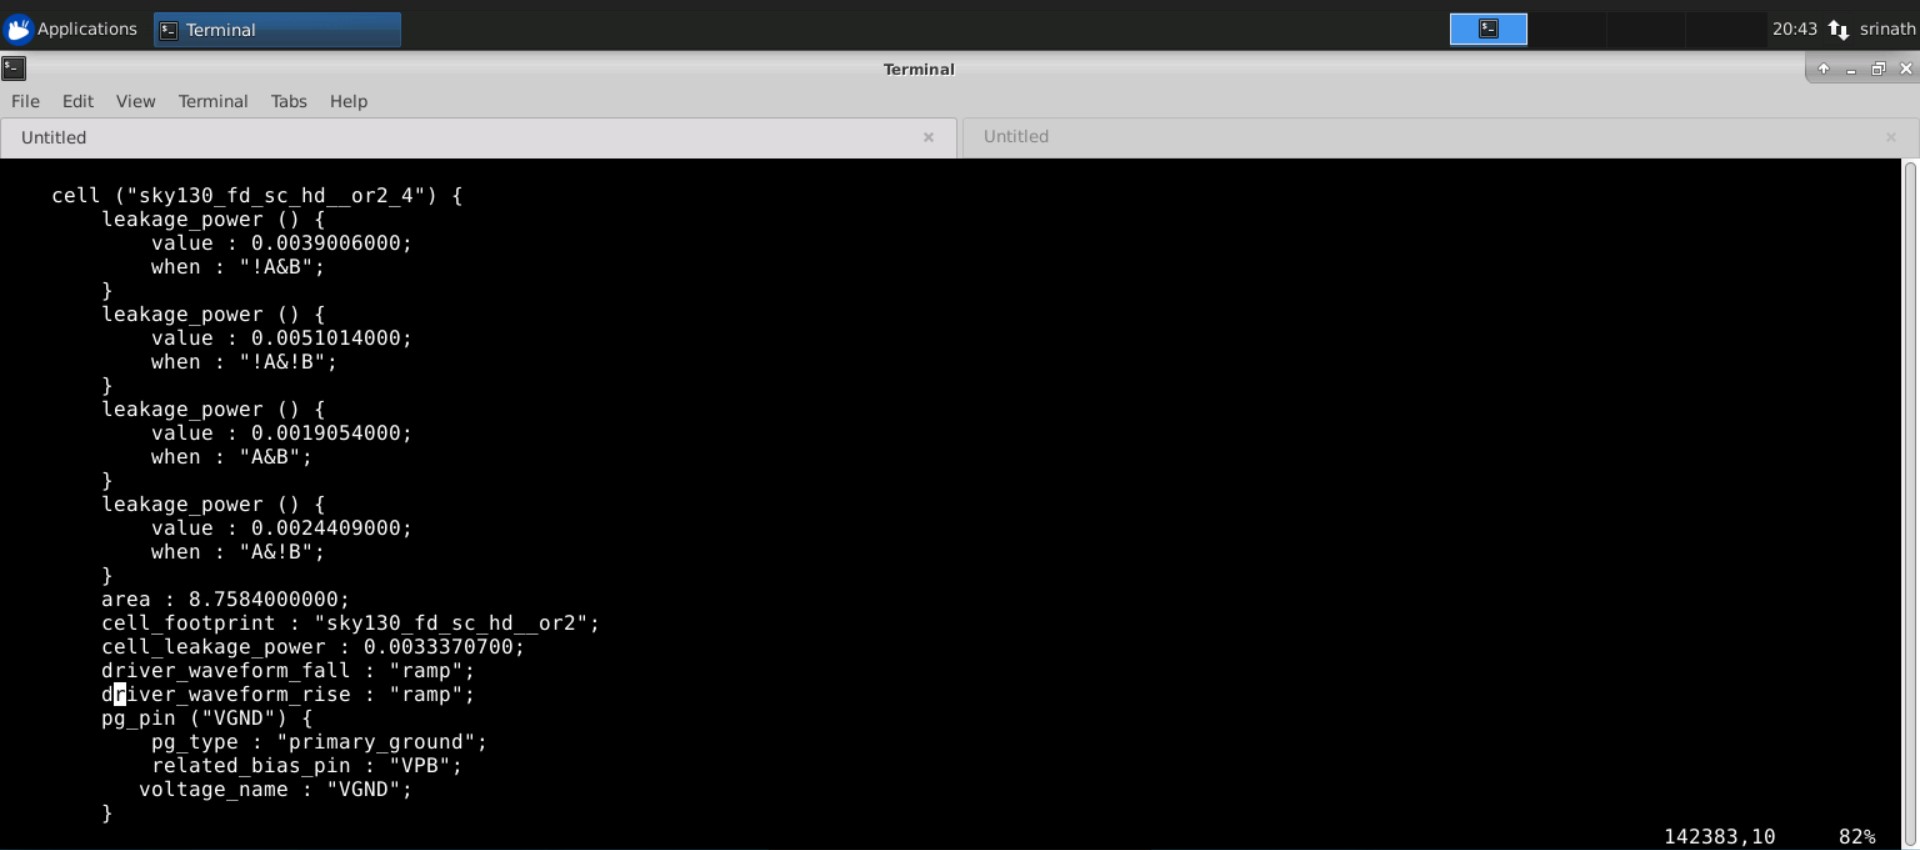 Applications Terminal 20:43 srinath
Terminal
File Edit View Terminal Tabs Help
Untitled Untitled
cell ("sky130_fd_sc_hd__or2_4") {
leakage_power () {
value : 0.0039006000;
when : "!A&B";
}
leakage_power () {
value : 0.0051014000;
when : "!A&!B";
}
leakage_power () {
value : 0.0019054000;
when : "A&B";
}
leakage_power () {
value : 0.0024409000;
when : "A&!B";
}
area : 8.7584000000;
cell_footprint : "sky130_fd_sc_hd__or2";
cell_leakage_power : 0.0033370700;
driver_waveform_fall : "ramp";
driver_waveform_rise : "ramp";
pg_pin ("VGND") {
pg_type : "primary_ground";
related_bias_pin : "VPB";
voltage_name : "VGND";
}
142383,10 82%